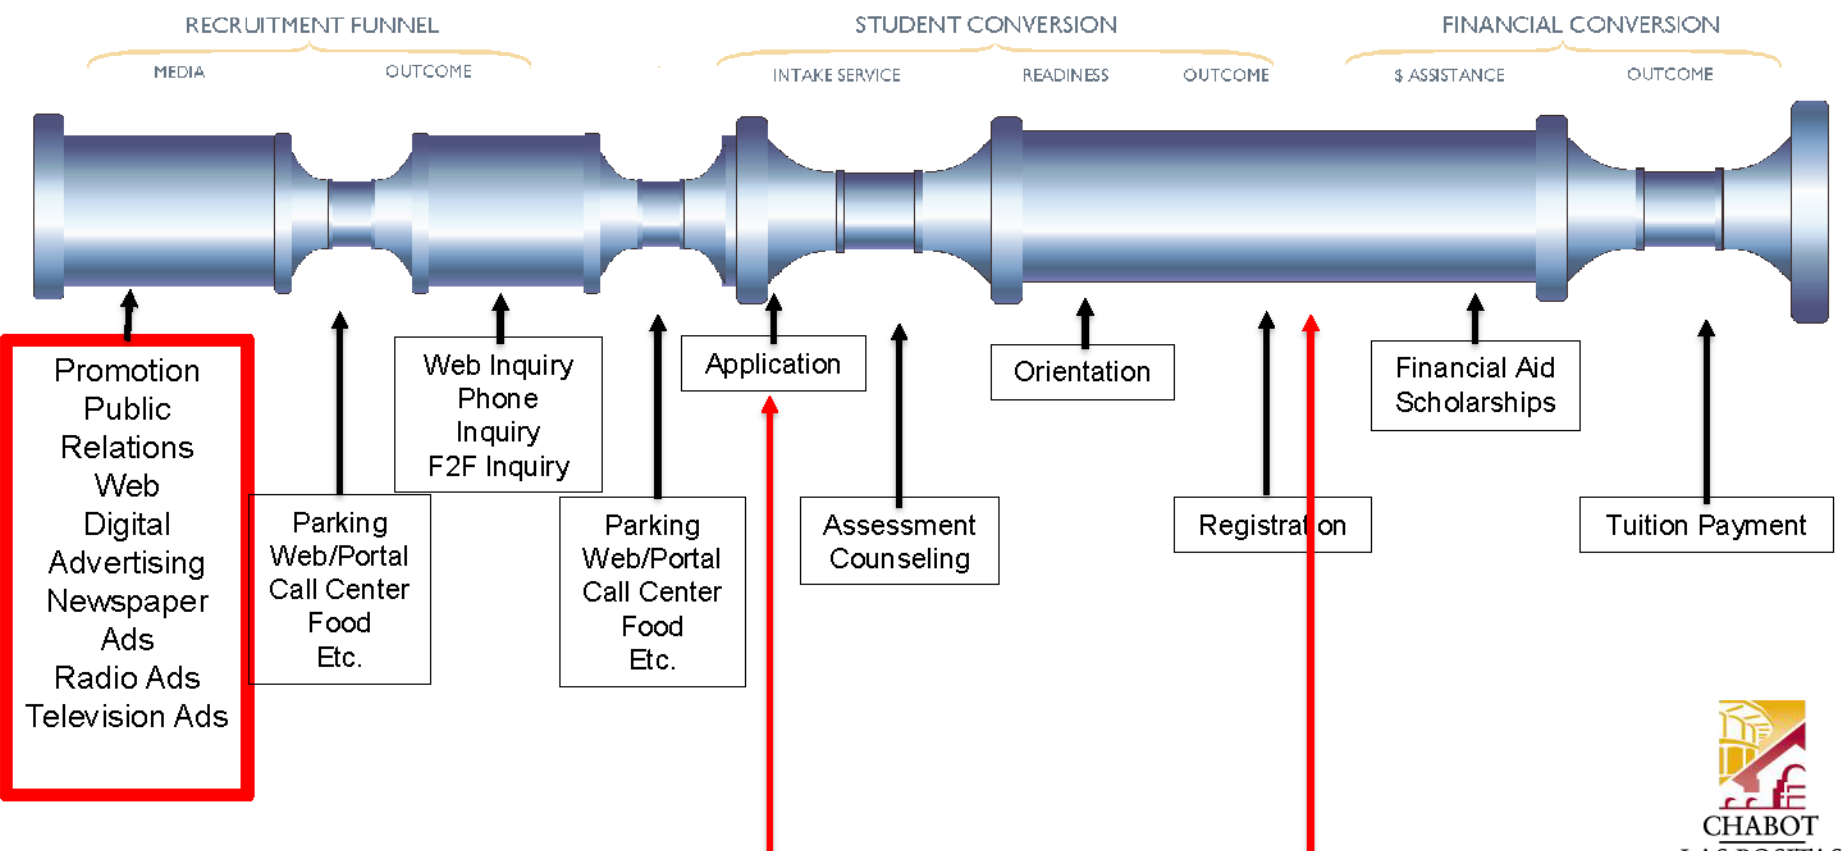 RECRUITMENT FUNNEL
STUDENT CONVERSION
FINANCIAL CONVERSION
MEDIA
OUTCOME
INTAKE SERVICE
READINESS
OUTCOME
$ ASSISTANCE
OUTCOME
Promotion
Public
Relations
Web
Digital
Advertising
Newspaper
Ads
Radio Ads
Television Ads
Parking
Web/Portal
Call Center
Food
Etc.
Web Inquiry
Phone
Inquiry
F2F Inquiry
Parking
Web/Portal
Call Center
Food
Etc.
Application
Assessment
Counseling
Orientation
Registration
Financial Aid
Scholarships
Tuition Payment
CHABOT
LAS POSITAS